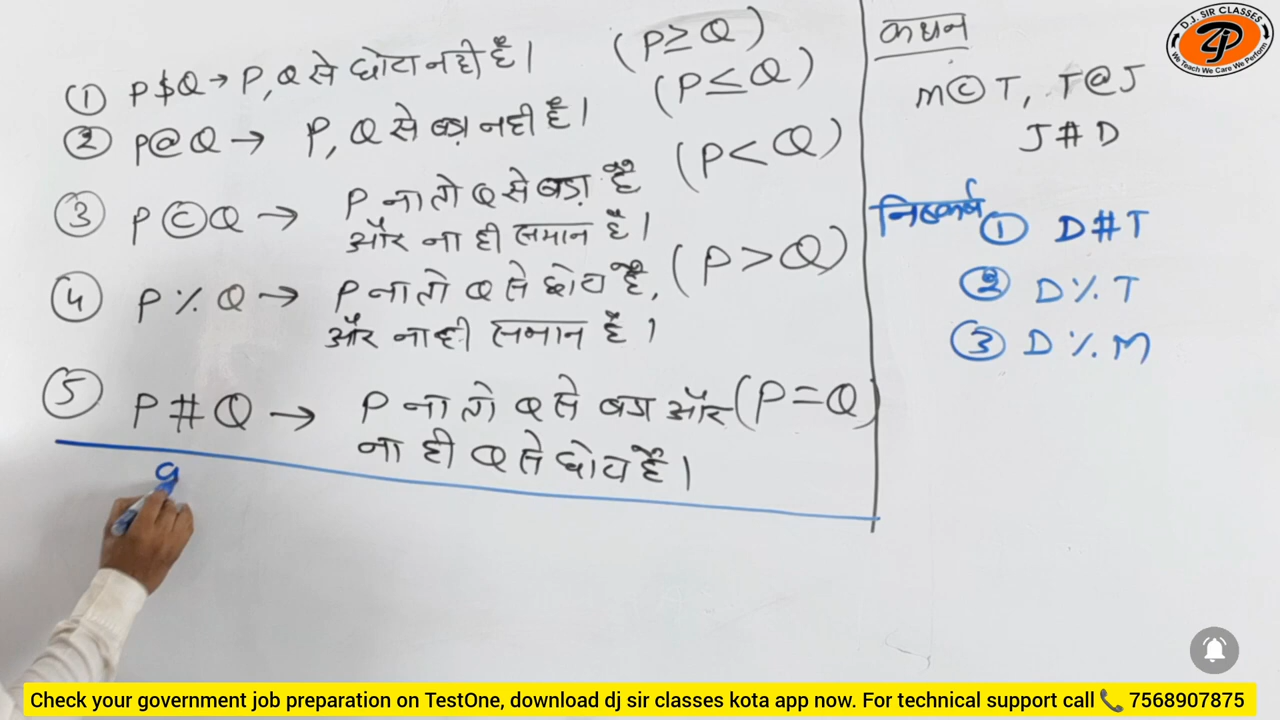 ① P$Q → P, Q से छोटा नही है। (P ≥ Q)
② P@Q → P, Q से बड़ा नही है। (P ≤ Q)
③ P©Q → P ना तो Q से बड़ा है
और ना ही समान है। (P < Q)
④ P % Q → P ना तो Q से छोटा है,
और ना ही समान है। (P > Q)
⑤ P # Q → P ना तो Q से बड़ा और
ना ही Q से छोटा है। (P = Q)
कथन
M©T, T@J
J#D
निष्कर्ष ① D#T
② D % T
③ D % M
D.J. SIR CLASSES
We Teach We Care We Perform
Check your government job preparation on TestOne, download dj sir classes kota app now. For technical support call 📞 7568907875